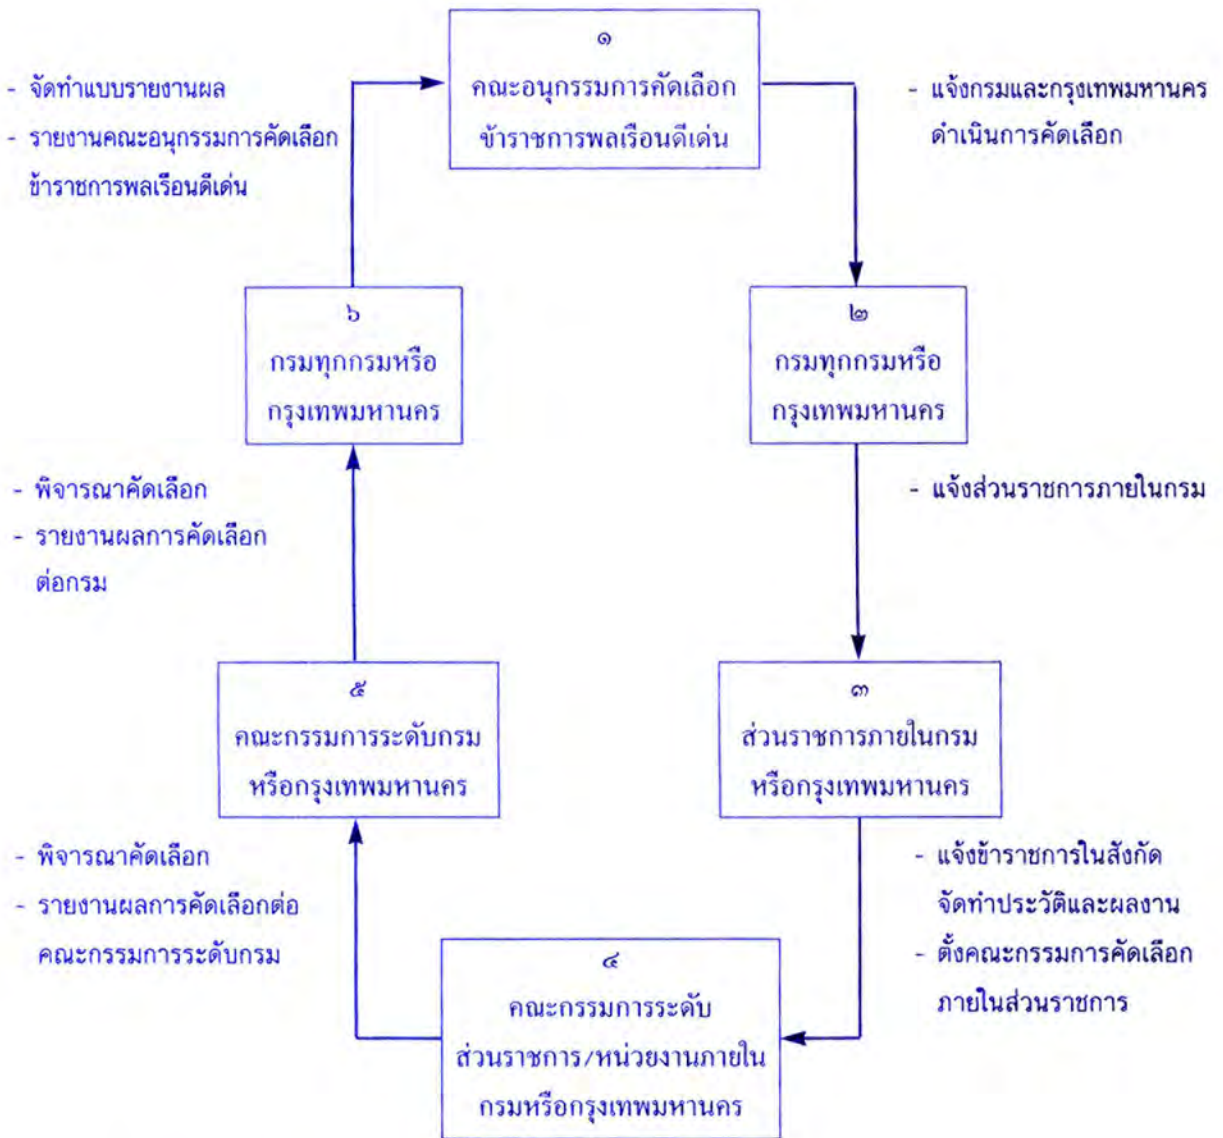 ๑
คณะอนุกรรมการคัดเลือก
ข้าราชการพลเรือนดีเด่น
- แจ้งกรมและกรุงเทพมหานคร
ดำเนินการคัดเลือก
๒
กรมทุกกรมหรือ
กรุงเทพมหานคร
- แจ้งส่วนราชการภายในกรม
๓
ส่วนราชการภายในกรม
หรือกรุงเทพมหานคร
- แจ้งข้าราชการในสังกัด
จัดทำประวัติและผลงาน
- ตั้งคณะกรรมการคัดเลือก
ภายในส่วนราชการ
๔
คณะกรรมการระดับ
ส่วนราชการ/หน่วยงานภายใน
กรมหรือกรุงเทพมหานคร
- พิจารณาคัดเลือก
- รายงานผลการคัดเลือกต่อ
คณะกรรมการระดับกรม
๕
คณะกรรมการระดับกรม
หรือกรุงเทพมหานคร
- พิจารณาคัดเลือก
- รายงานผลการคัดเลือก
ต่อกรม
๖
กรมทุกกรมหรือ
กรุงเทพมหานคร
- จัดทำแบบรายงานผล
- รายงานคณะอนุกรรมการคัดเลือก
ข้าราชการพลเรือนดีเด่น